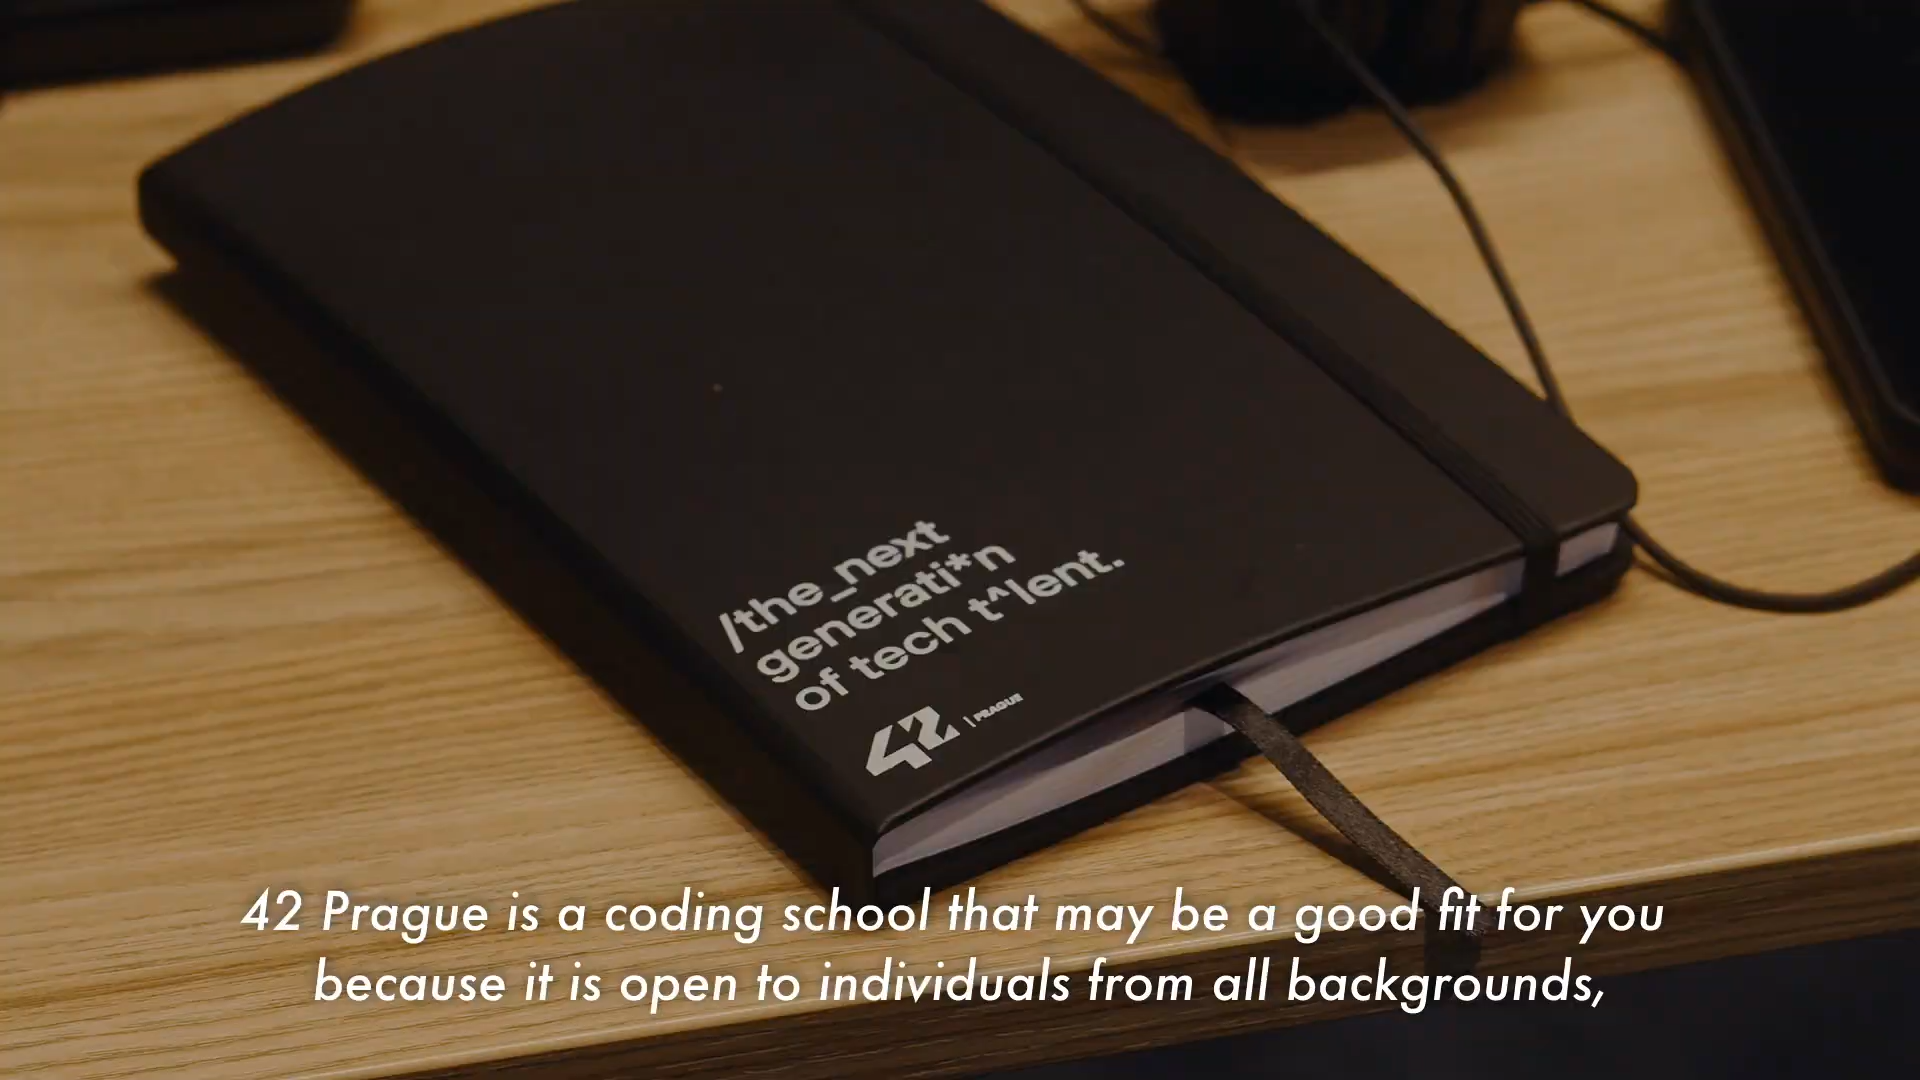 /the_next
generati*n
of tech t^lent.
42 | PRAGUE
42 Prague is a coding school that may be a good fit for you
because it is open to individuals from all backgrounds,